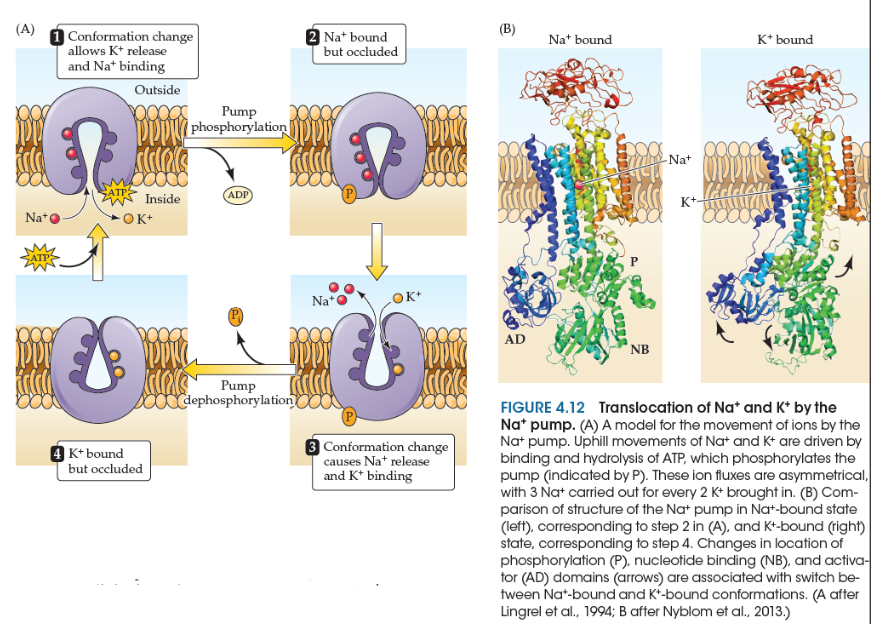 (A)
1 Conformation change
allows K⁺ release
and Na⁺ binding
Outside
Pump
phosphorylation
ADP
ATP
Inside
Na⁺
K⁺
ATP
2 Na⁺ bound
but occluded
P
Na⁺
K⁺
P
3 Conformation change
causes Na⁺ release
and K⁺ binding
Pᵢ
Pump
dephosphorylation
4 K⁺ bound
but occluded
(B)
Na⁺ bound
K⁺ bound
Na⁺
K⁺
P
AD
NB
FIGURE 4.12 Translocation of Na⁺ and K⁺ by the
Na⁺ pump. (A) A model for the movement of ions by the
Na⁺ pump. Uphill movements of Na⁺ and K⁺ are driven by
binding and hydrolysis of ATP, which phosphorylates the
pump (indicated by P). These ion fluxes are asymmetrical,
with 3 Na⁺ carried out for every 2 K⁺ brought in. (B) Com-
parison of structure of the Na⁺ pump in Na⁺-bound state
(left), corresponding to step 2 in (A), and K⁺-bound (right)
state, corresponding to step 4. Changes in location of
phosphorylation (P), nucleotide binding (NB), and activa-
tor (AD) domains (arrows) are associated with switch be-
tween Na⁺-bound and K⁺-bound conformations. (A after
Lingrel et al., 1994; B after Nyblom et al., 2013.)